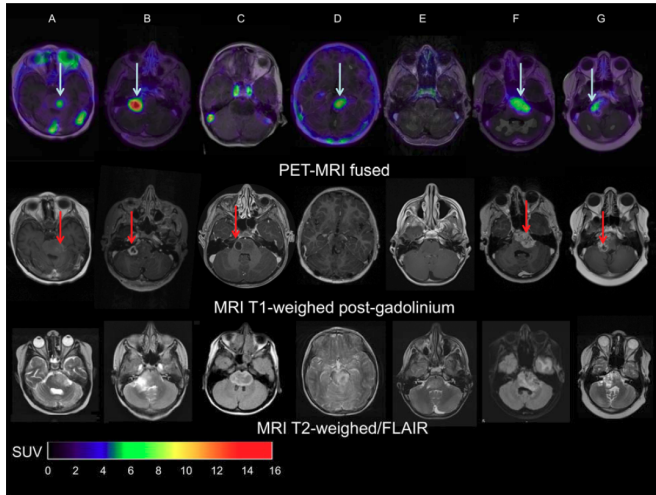 A B C D E F G
PET-MRI fused
MRI T1-weighed post-gadolinium
MRI T2-weighed/FLAIR
SUV
0 2 4 6 8 10 12 14 16